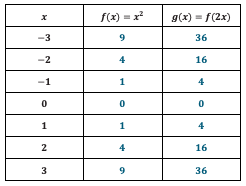 x f(x) = x² g(x) = f(2x)
−3 9 36
−2 4 16
−1 1 4
0 0 0
1 1 4
2 4 16
3 9 36